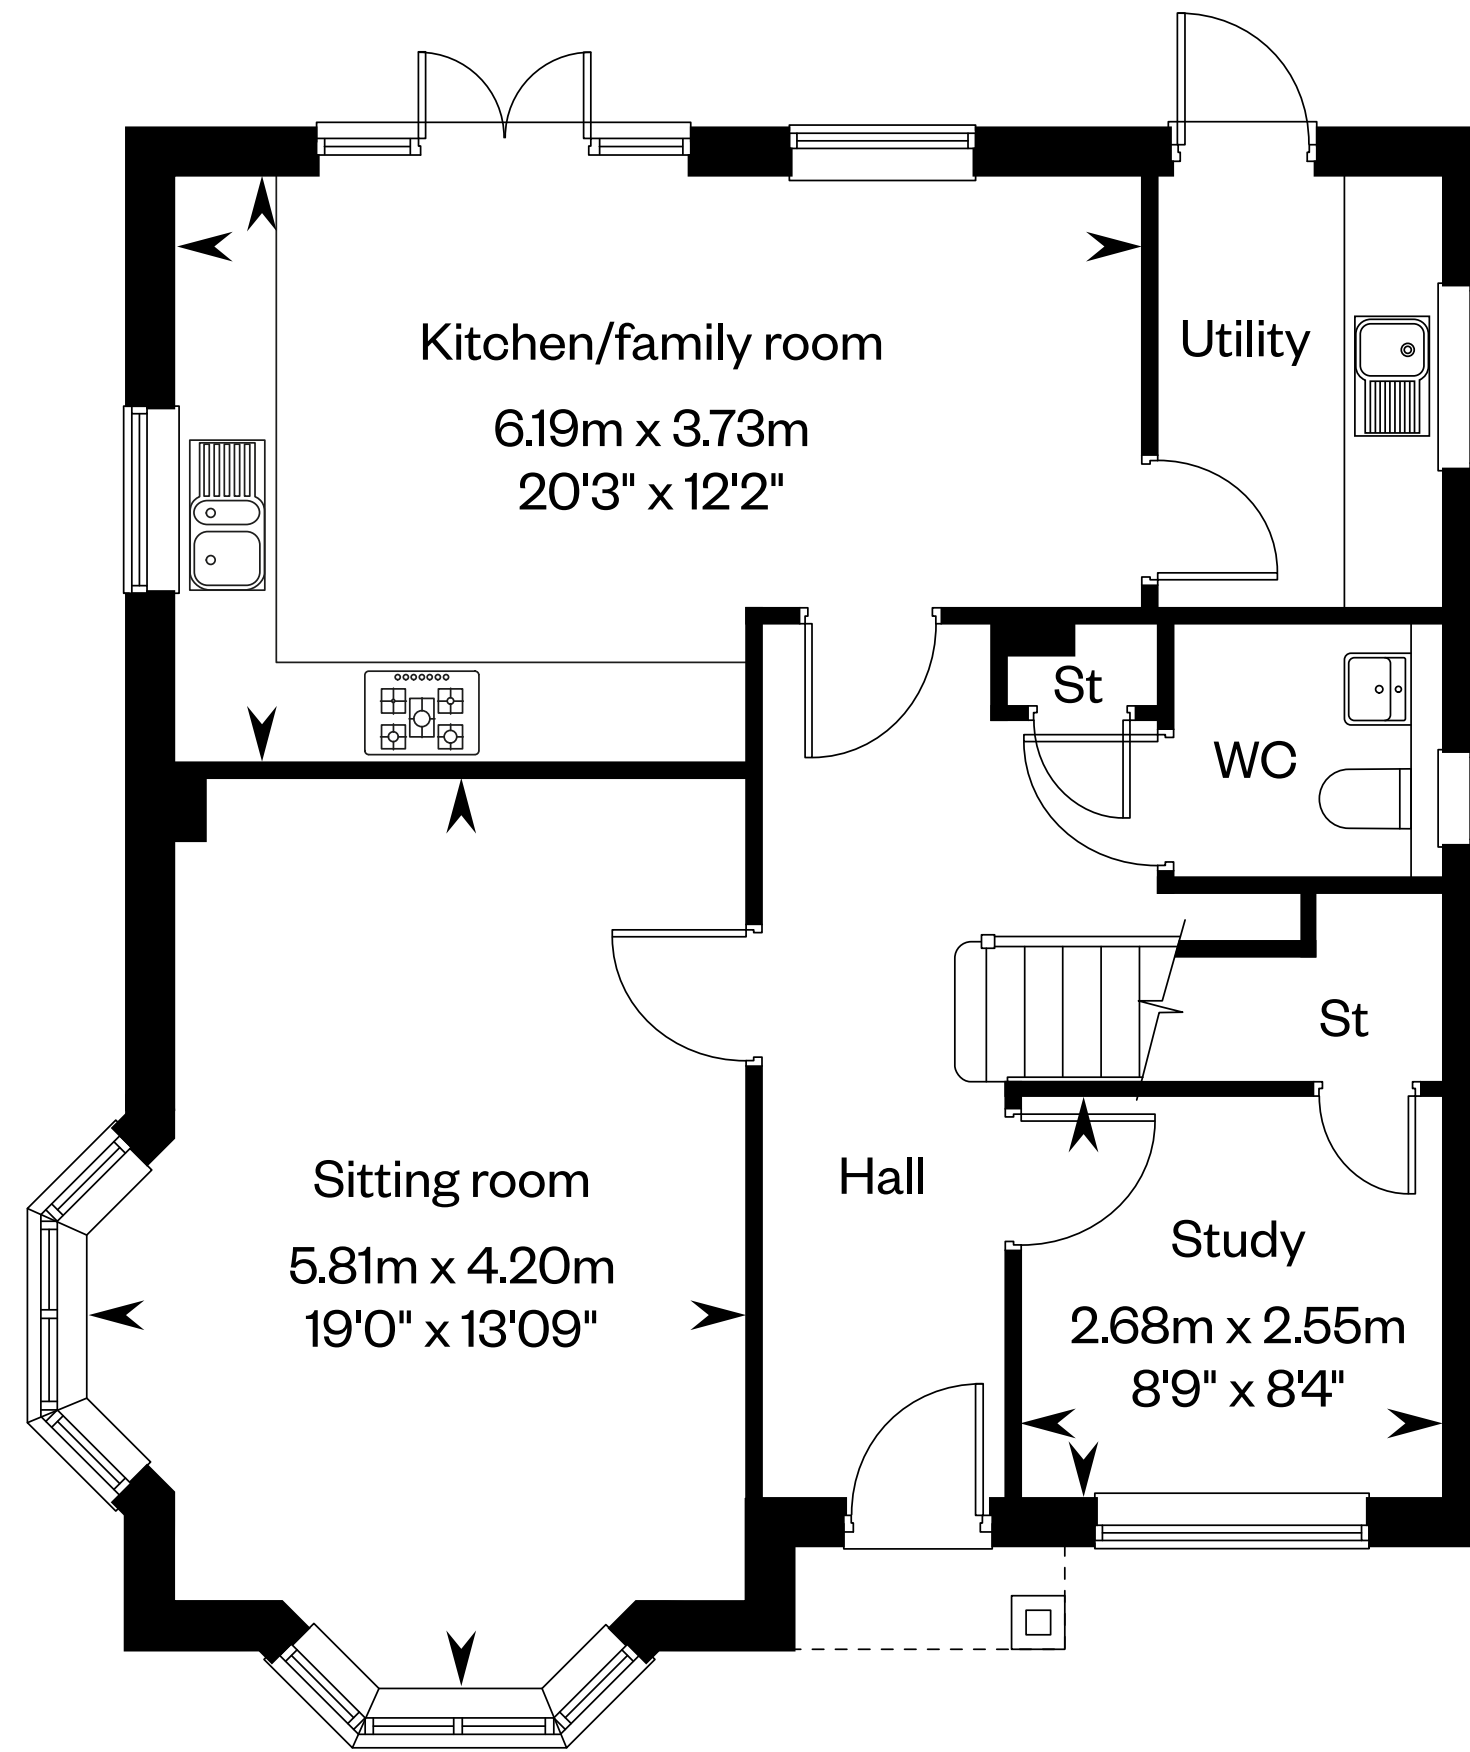 Kitchen/family room
6.19m x 3.73m
20'3" x 12'2"
Utility
St
WC
St
Sitting room
5.81m x 4.20m
19'0" x 13'09"
Hall
Study
2.68m x 2.55m
8'9" x 8'4"